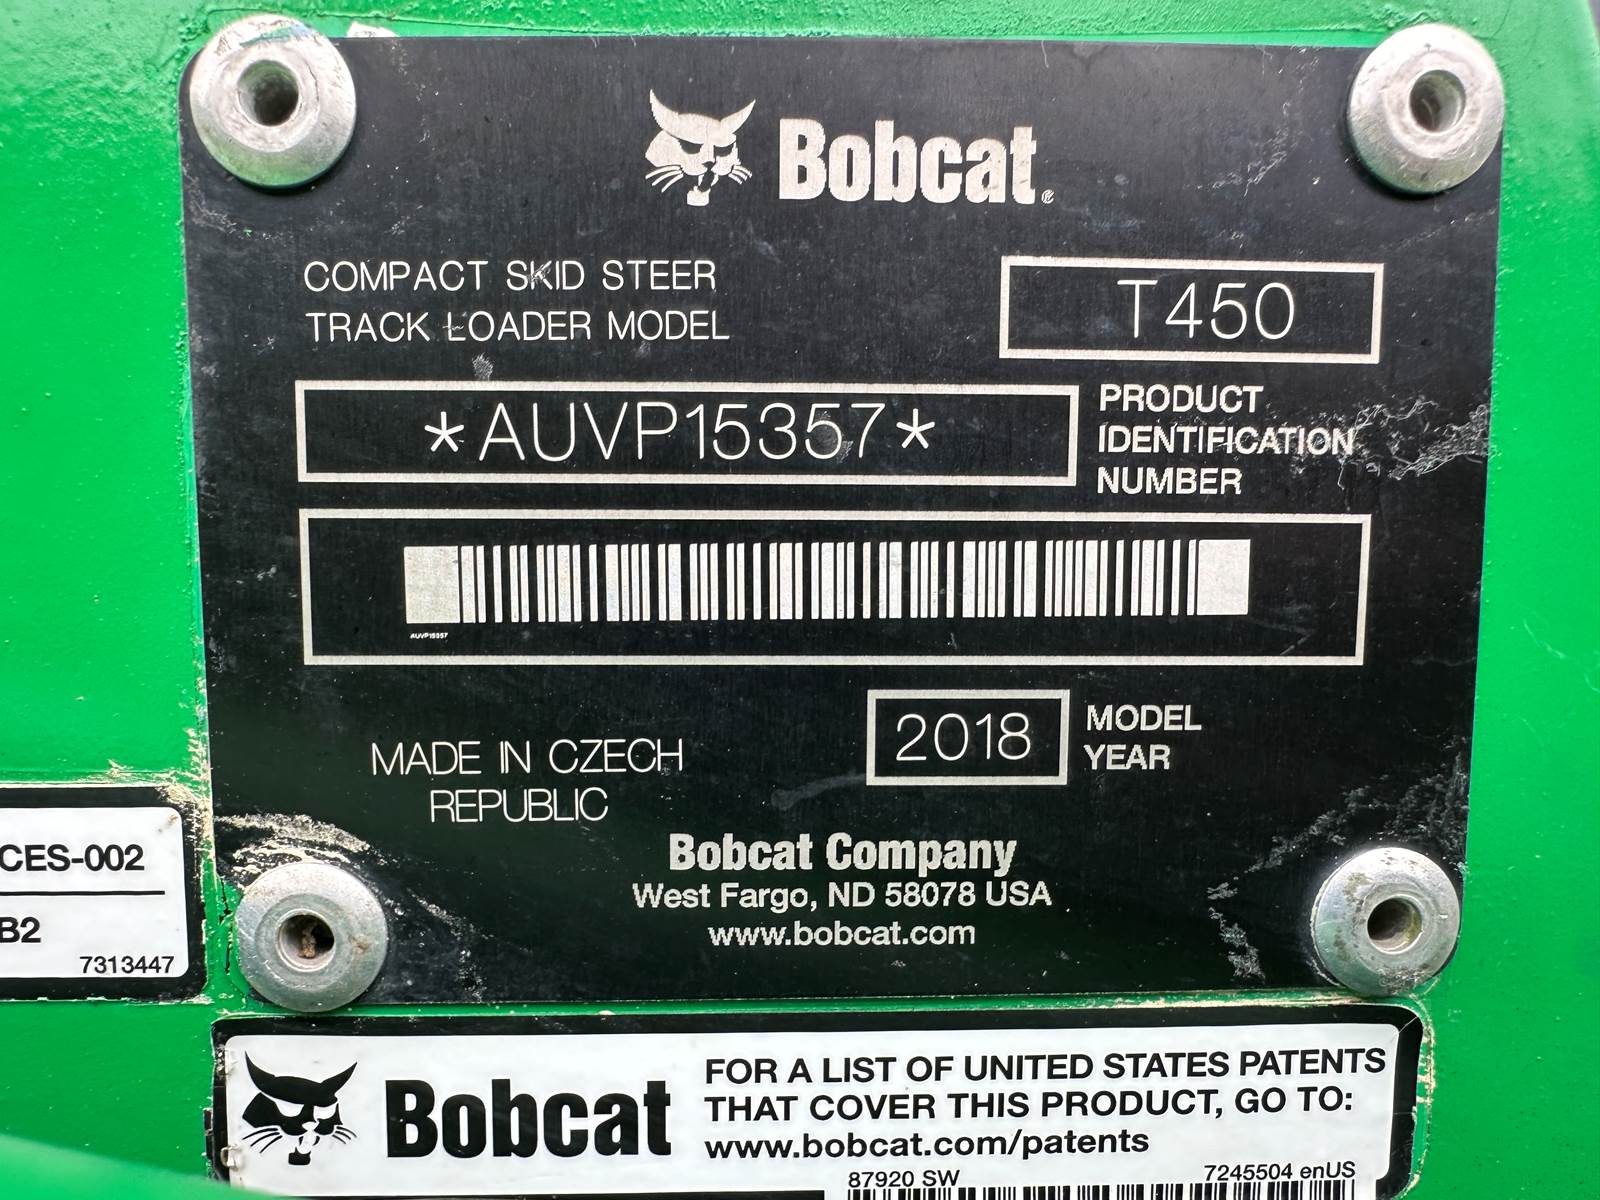 Bobcat®
COMPACT SKID STEER
TRACK LOADER MODEL
T450
*AUVP15357*
PRODUCT
IDENTIFICATION
NUMBER
AUVP15357
MADE IN CZECH
REPUBLIC
2018
MODEL
YEAR
Bobcat Company
West Fargo, ND 58078 USA
www.bobcat.com
CES-002
B2
7313447
Bobcat
FOR A LIST OF UNITED STATES PATENTS
THAT COVER THIS PRODUCT, GO TO:
www.bobcat.com/patents
87920 SW
7245504 enUS